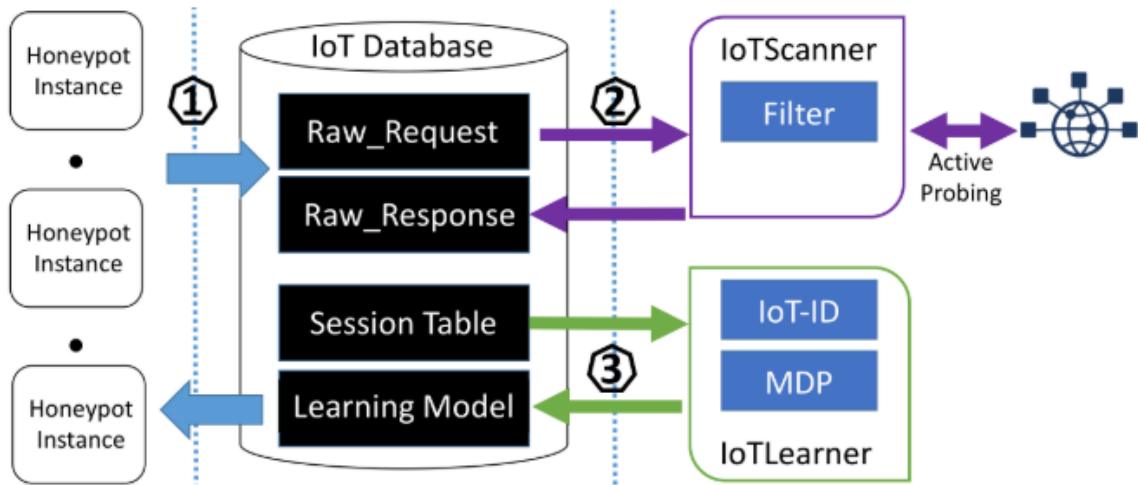 Honeypot
Instance
Honeypot
Instance
Honeypot
Instance
1
IoT Database
Raw_Request
Raw_Response
Session Table
Learning Model
2
3
IoTScanner
Filter
Active
Probing
IoT-ID
MDP
IoTLearner